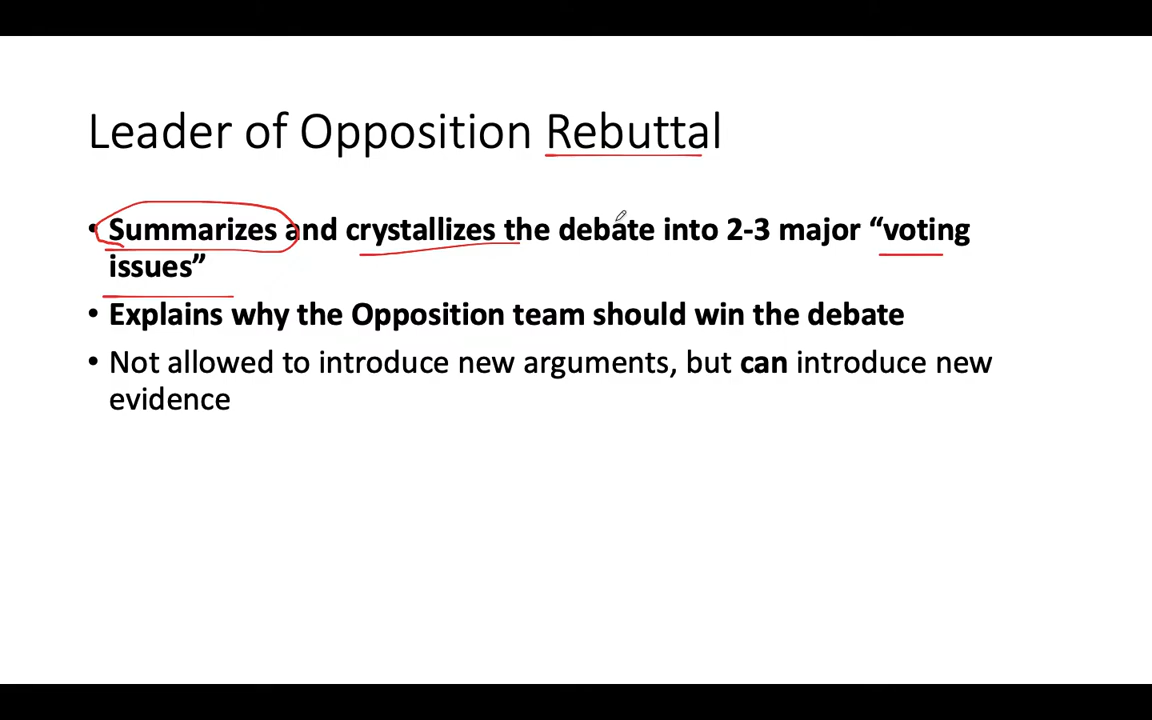 Leader of Opposition Rebuttal
• Summarizes and crystallizes the debate into 2-3 major “voting
issues”
• Explains why the Opposition team should win the debate
• Not allowed to introduce new arguments, but can introduce new
evidence